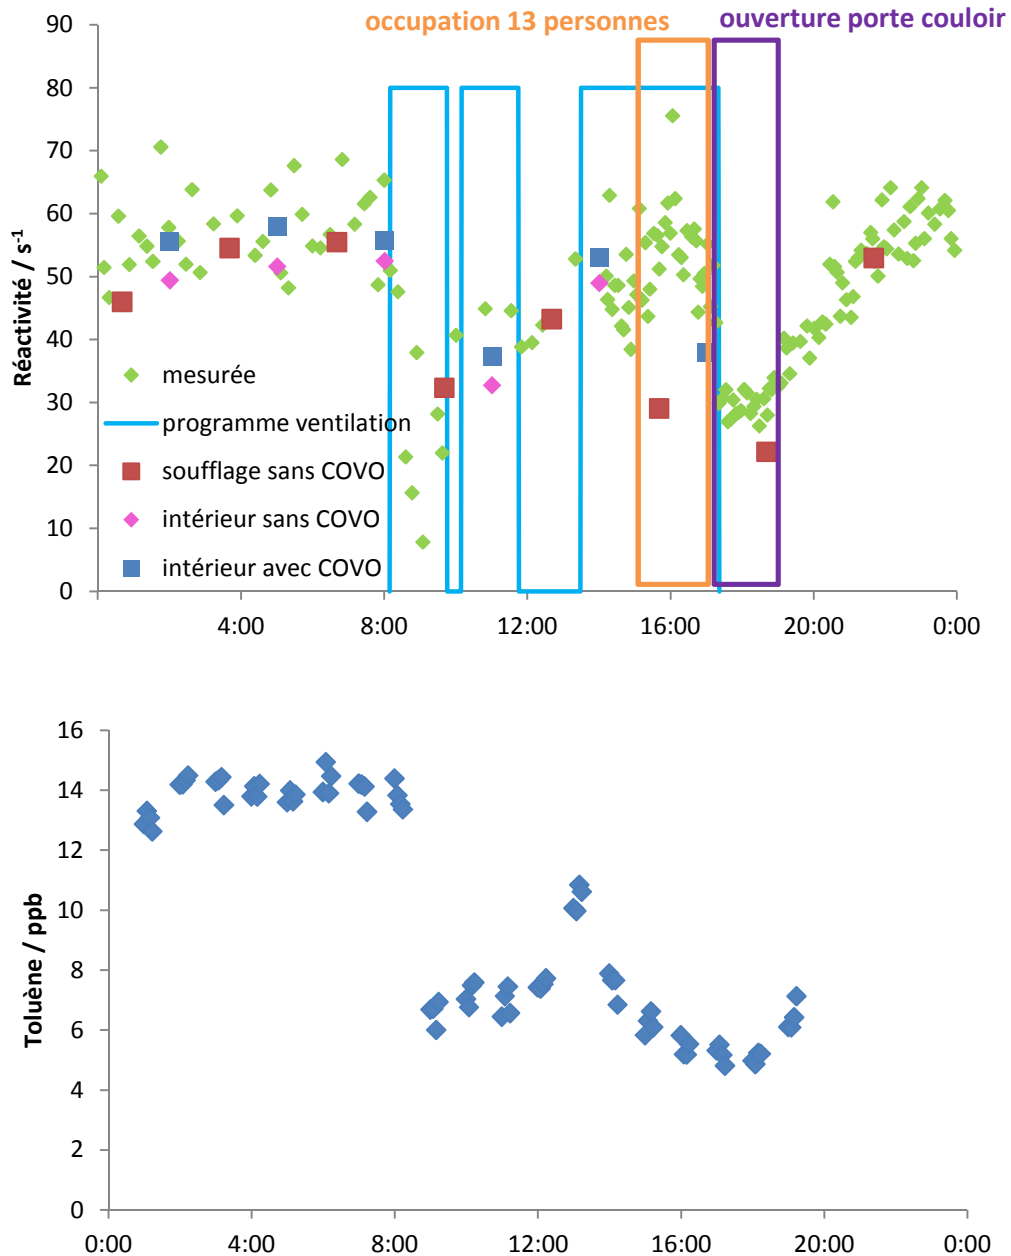 occupation 13 personnes
ouverture porte couloir
90
80
70
60
50
40
30
20
10
0
Réactivité / s⁻¹
mesurée
programme ventilation
soufflage sans COVO
intérieur sans COVO
intérieur avec COVO
4:00 8:00 12:00 16:00 20:00 0:00
16
14
12
10
8
6
4
2
0
Toluène / ppb
0:00 4:00 8:00 12:00 16:00 20:00 0:00